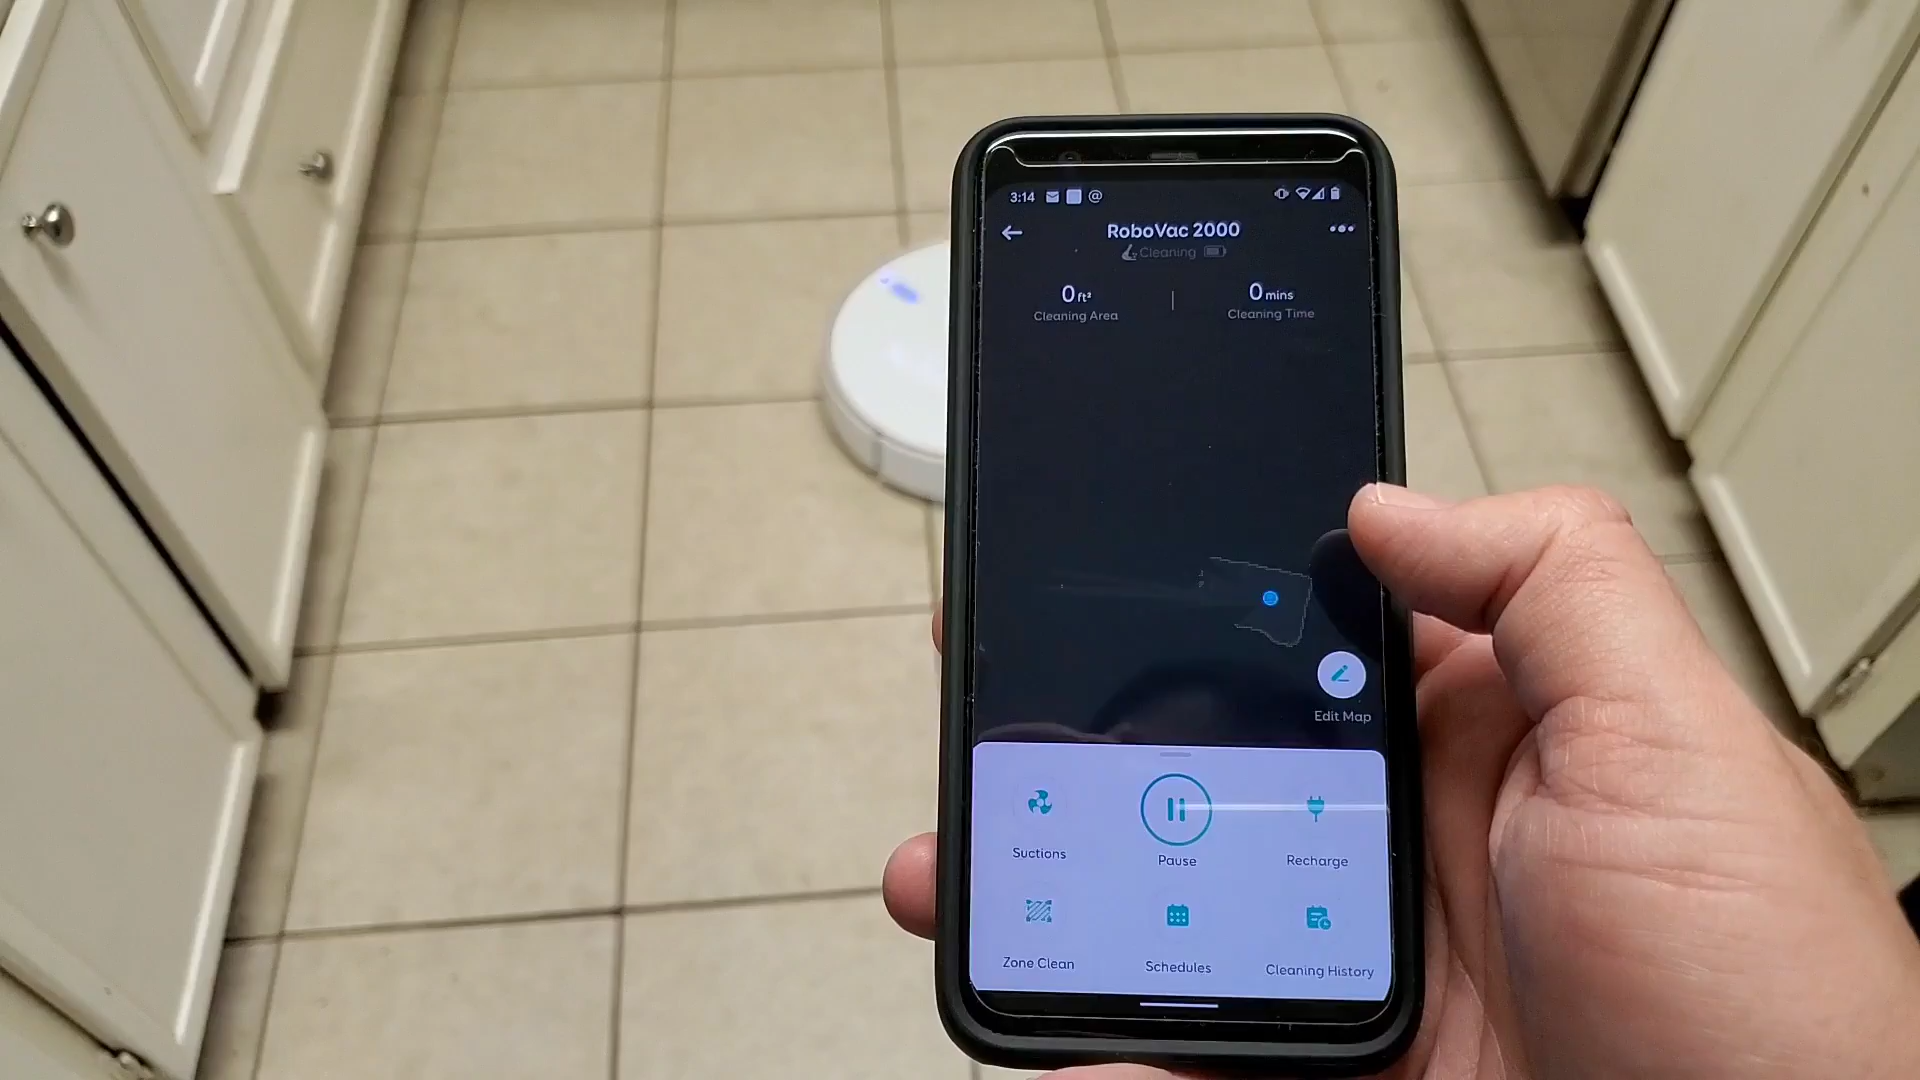 3:14
RoboVac 2000
Cleaning
0 ft²
Cleaning Area
0 mins
Cleaning Time
Edit Map
Suctions
Pause
Recharge
Zone Clean
Schedules
Cleaning History